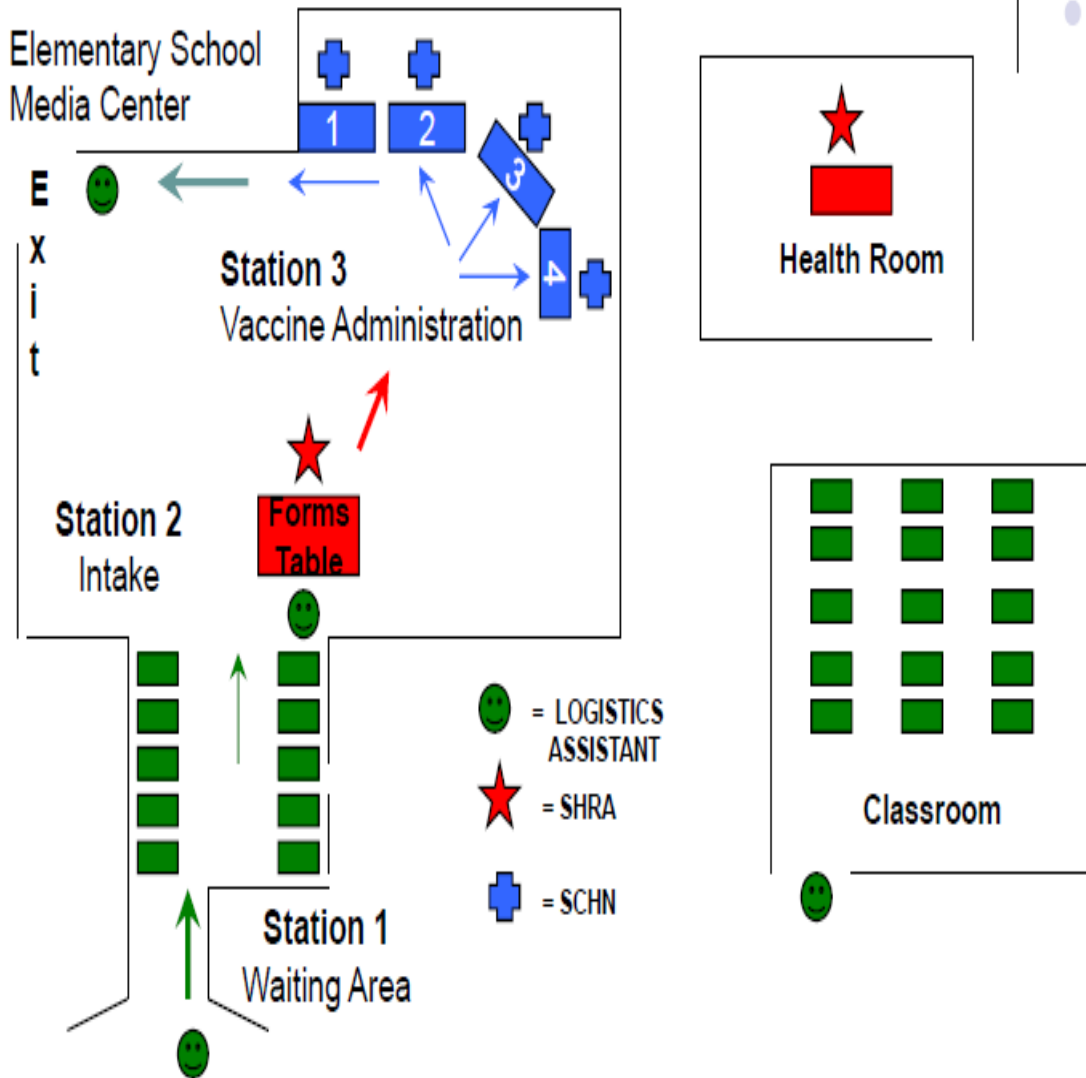 Elementary School
Media Center
1
2
3
4
E
x
i
t
Station 3
Vaccine Administration
Health Room
Station 2
Intake
Forms
Table
= LOGISTICS
ASSISTANT
= SHRA
= SCHN
Classroom
Station 1
Waiting Area